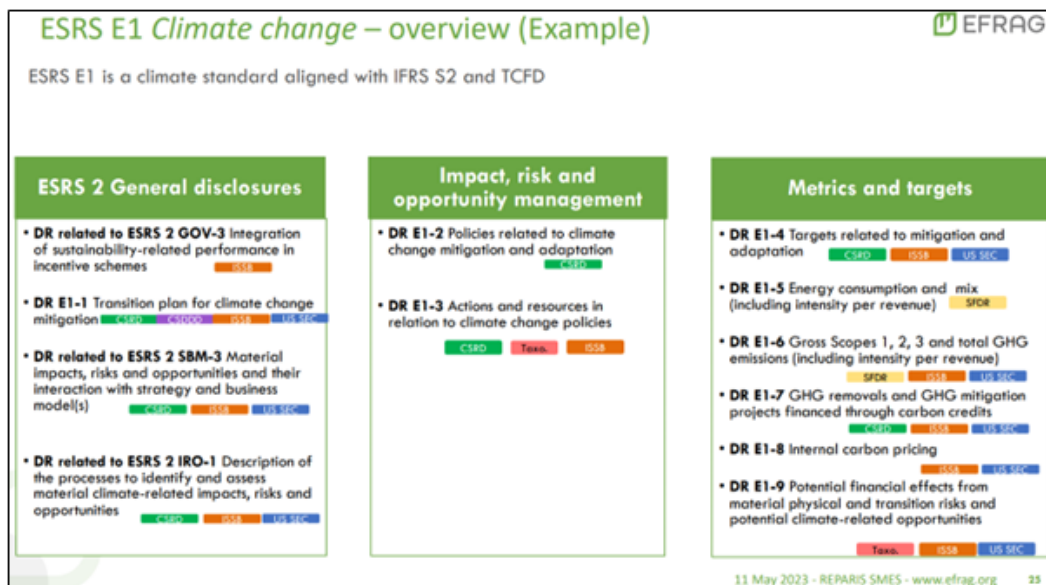 ESRS E1 Climate change – overview (Example)
EFRAG
ESRS E1 is a climate standard aligned with IFRS S2 and TCFD
ESRS 2 General disclosures
• DR related to ESRS 2 GOV-3 Integration
of sustainability-related performance in
incentive schemes
ISSB
• DR E1-1 Transition plan for climate change
mitigation CSRD CSDDD ISSB US SEC
• DR related to ESRS 2 SBM-3 Material
impacts, risks and opportunities and their
interaction with strategy and business
model(s) CSRD ISSB US SEC
• DR related to ESRS 2 IRO-1 Description of
the processes to identify and assess
material climate-related impacts, risks and
opportunities
CSRD ISSB US SEC
Impact, risk and
opportunity management
• DR E1-2 Policies related to climate
change mitigation and adaptation
CSRD
• DR E1-3 Actions and resources in
relation to climate change policies
CSRD Taxo. ISSB
Metrics and targets
• DR E1-4 Targets related to mitigation and
adaptation CSRD ISSB US SEC
• DR E1-5 Energy consumption and mix
(including intensity per revenue) SFDR
• DR E1-6 Gross Scopes 1, 2, 3 and total GHG
emissions (including intensity per revenue)
SFDR ISSB US SEC
• DR E1-7 GHG removals and GHG mitigation
projects financed through carbon credits
CSRD ISSB US SEC
• DR E1-8 Internal carbon pricing
ISSB US SEC
• DR E1-9 Potential financial effects from
material physical and transition risks and
potential climate-related opportunities
Taxo. ISSB US SEC
11 May 2023 - REPARIS SMES - www.efrag.org 25